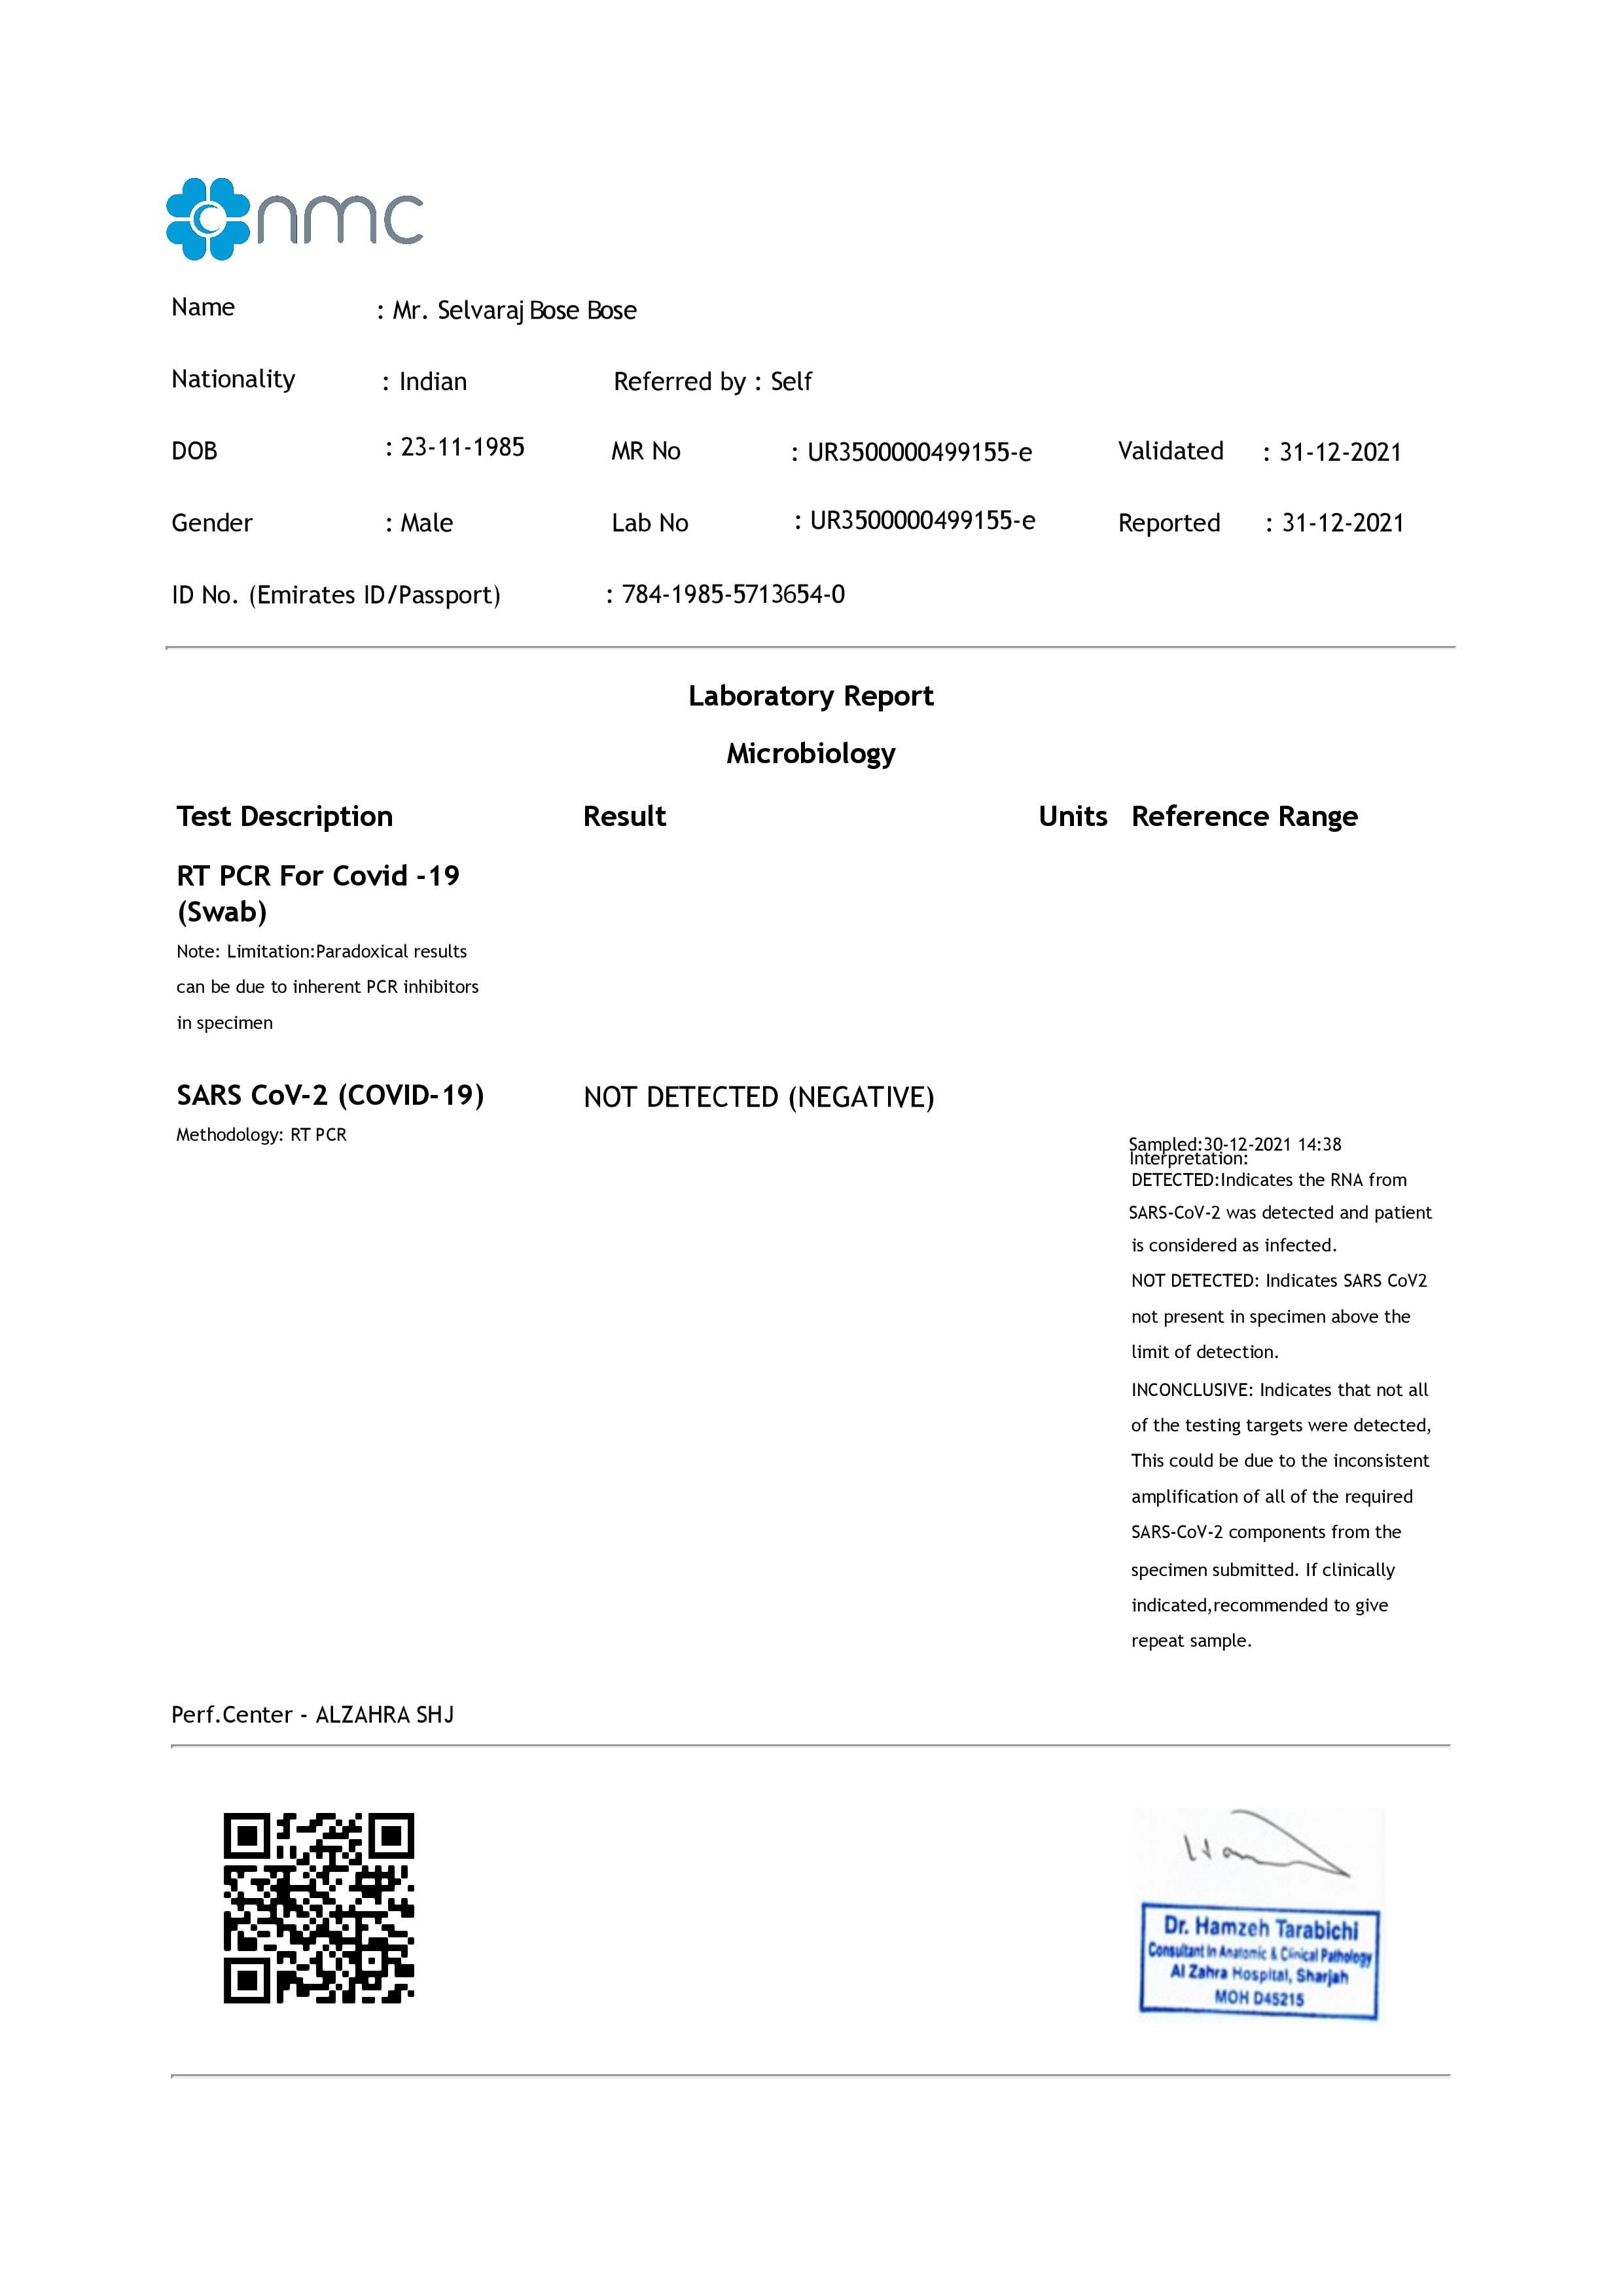 nmc
Name : Mr. Selvaraj Bose Bose
Nationality : Indian Referred by : Self
DOB : 23-11-1985 MR No : UR3500000499155-e Validated : 31-12-2021
Gender : Male Lab No : UR3500000499155-e Reported : 31-12-2021
ID No. (Emirates ID/Passport) : 784-1985-5713654-0
Laboratory Report
Microbiology
Test Description Result Units Reference Range
RT PCR For Covid -19
(Swab)
Note: Limitation:Paradoxical results
can be due to inherent PCR inhibitors
in specimen
SARS CoV-2 (COVID-19) NOT DETECTED (NEGATIVE)
Methodology: RT PCR
Sampled:30-12-2021 14:38
Interpretation:
DETECTED:Indicates the RNA from
SARS-CoV-2 was detected and patient
is considered as infected.
NOT DETECTED: Indicates SARS CoV2
not present in specimen above the
limit of detection.
INCONCLUSIVE: Indicates that not all
of the testing targets were detected,
This could be due to the inconsistent
amplification of all of the required
SARS-CoV-2 components from the
specimen submitted. If clinically
indicated,recommended to give
repeat sample.
Perf.Center - ALZAHRA SHJ
Dr. Hamzeh Tarabichi
Consultant In Anatomic & Clinical Pathology
Al Zahra Hospital, Sharjah
MOH D45215